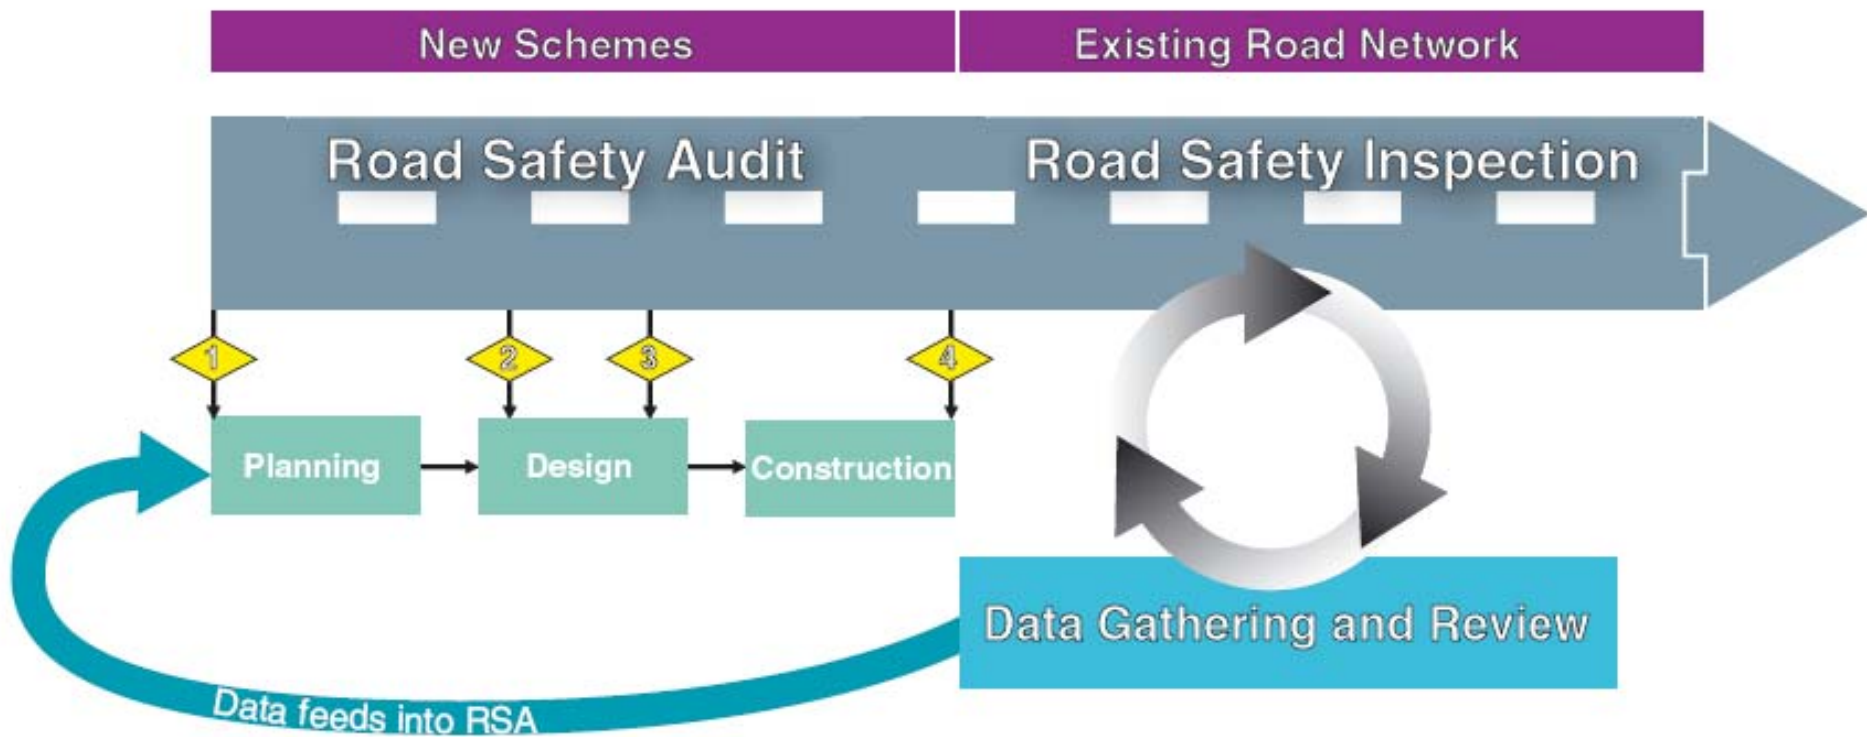 New Schemes
Existing Road Network
Road Safety Audit
Road Safety Inspection
1
2
3
4
Planning
Design
Construction
Data Gathering and Review
Data feeds into RSA